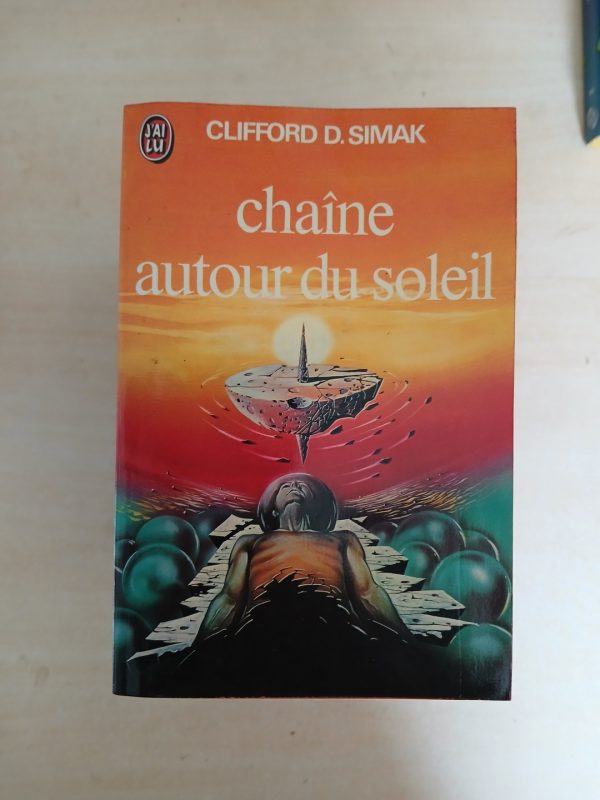 J'AI
LU
CLIFFORD D. SIMAK
chaîne
autour du soleil